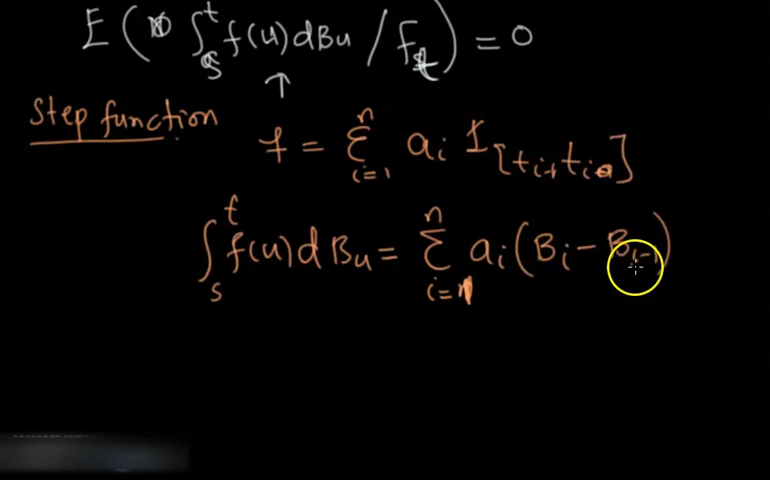 E ( ∫_s^t f(u) dBu / F_t ) = 0
↑
Step function
f = Σ_{i=1}^n a_i 1_{[t_{i-1}, t_i]}
∫_s^t f(u) dBu = Σ_{i=1}^n a_i (B_i − B_{i-1})